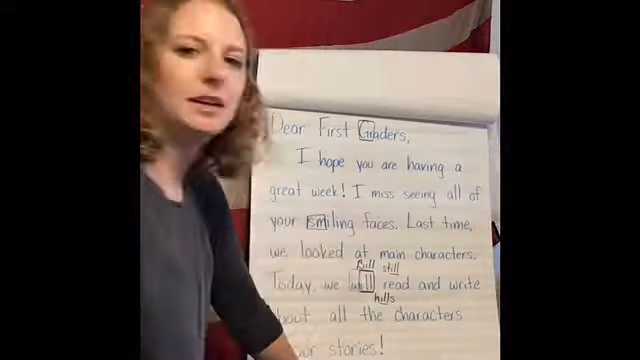 Dear First Graders,
I hope you are having a
great week! I miss seeing all of
your smiling faces. Last time,
we looked at main characters.
Bill still
Today, we will read and write
hills
about all the characters
our stories!